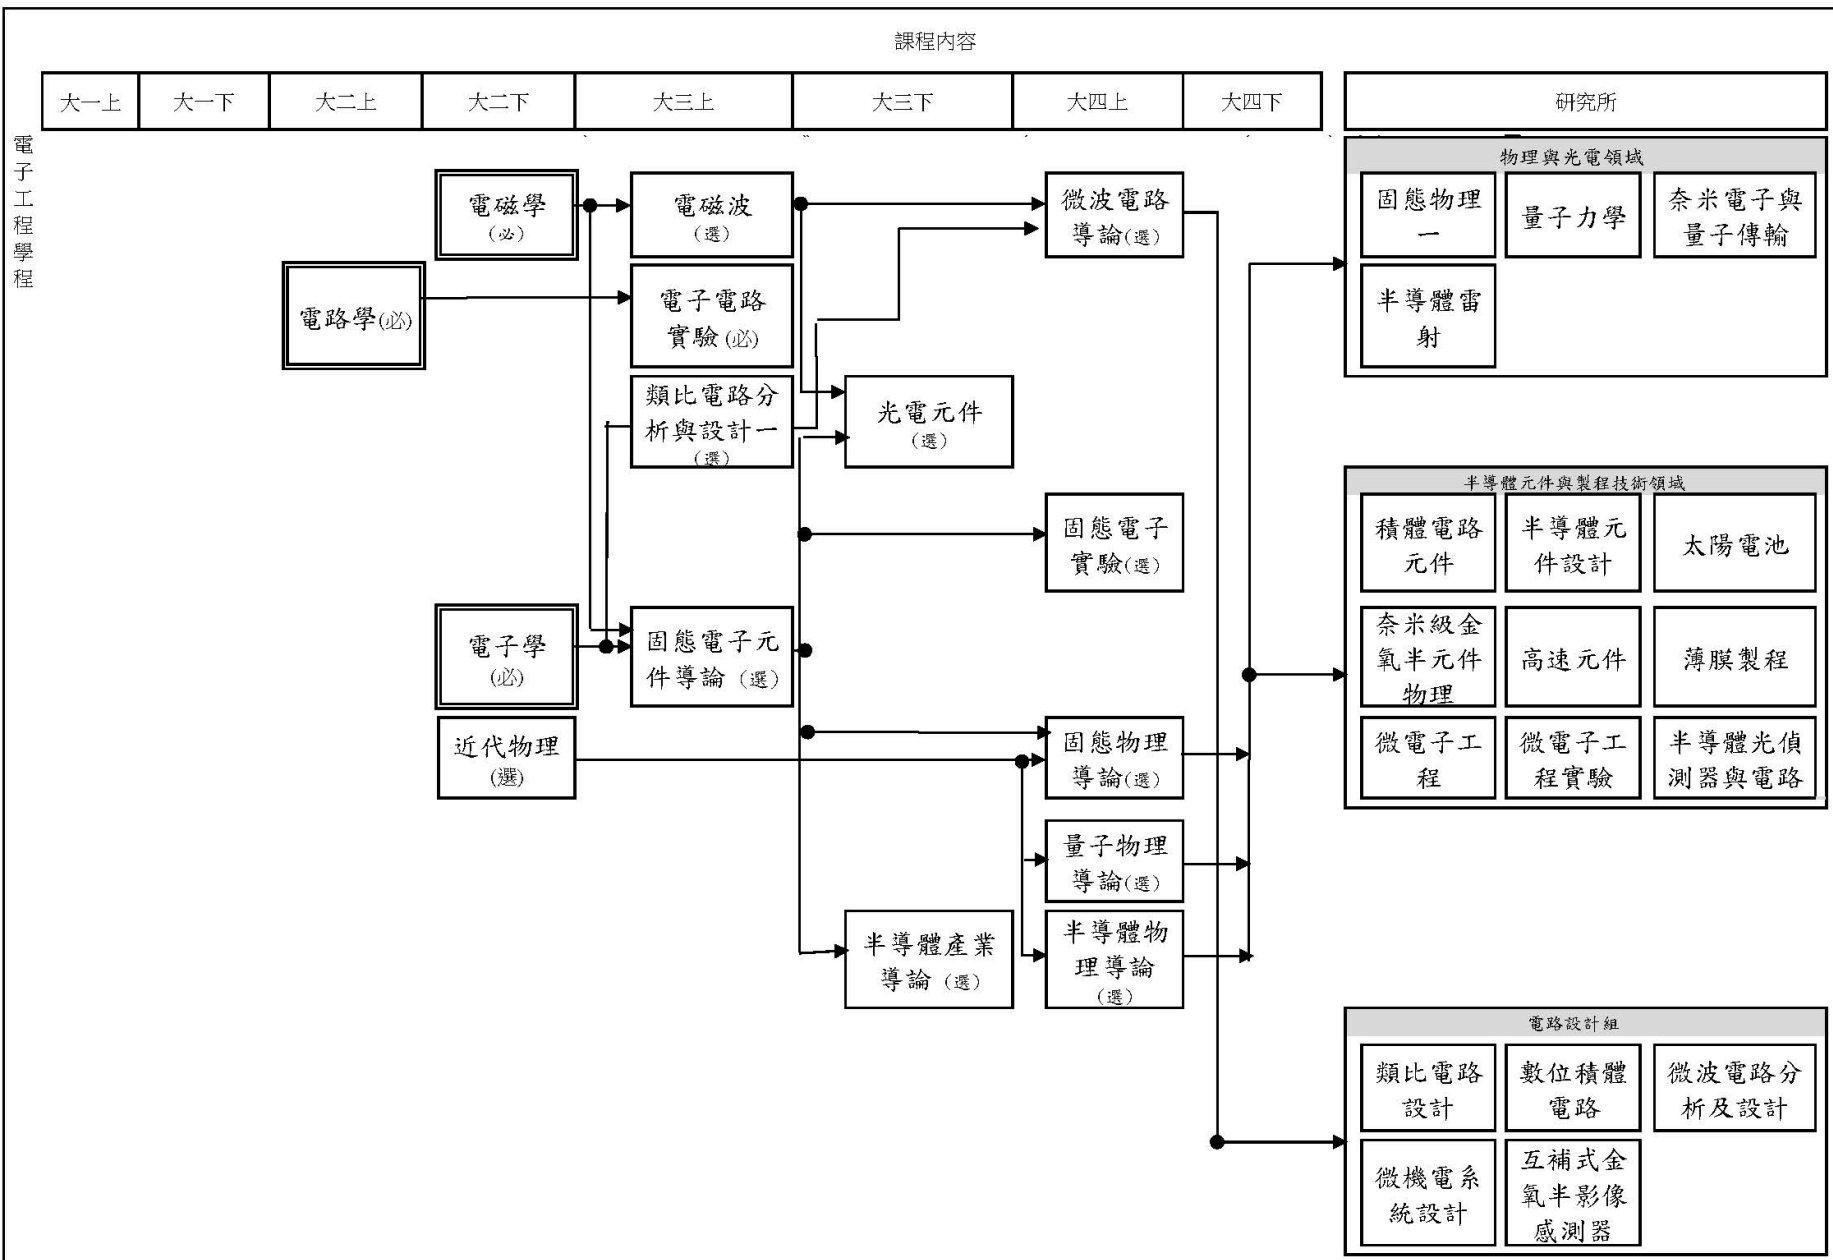 課程內容
大一上
大一下
大二上
大二下
大三上
大三下
大四上
大四下
研究所
電子工程學程
電磁學
(必)
電磁波
(選)
微波電路
導論(選)
電路學(必)
電子電路
實驗(必)
類比電路分
析與設計一
(選)
光電元件
(選)
固態電子
實驗(選)
電子學
(必)
固態電子元
件導論(選)
近代物理
(選)
固態物理
導論(選)
量子物理
導論(選)
半導體產業
導論(選)
半導體物
理導論
(選)
物理與光電領域
固態物理
一
量子力學
奈米電子與
量子傳輸
半導體雷
射
半導體元件與製程技術領域
積體電路
元件
半導體元
件設計
太陽電池
奈米級金
氧半元件
物理
高速元件
薄膜製程
微電子工
程
微電子工
程實驗
半導體光偵
測器與電路
電路設計組
類比電路
設計
數位積體
電路
微波電路分
析及設計
微機電系
統設計
互補式金
氧半影像
感測器